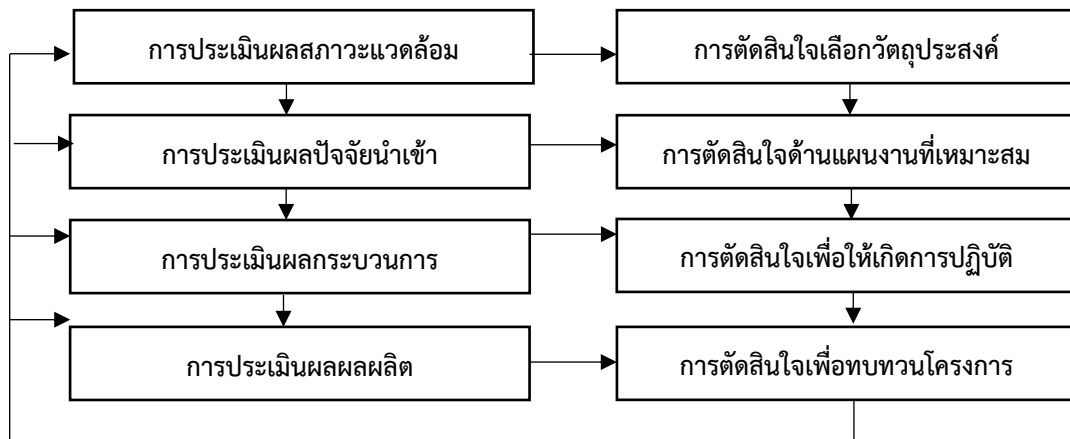 การประเมินผลสภาวะแวดล้อม
การตัดสินใจเลือกวัตถุประสงค์
การประเมินผลปัจจัยนำเข้า
การตัดสินใจด้านแผนงานที่เหมาะสม
การประเมินผลกระบวนการ
การตัดสินใจเพื่อให้เกิดการปฏิบัติ
การประเมินผลผลผลิต
การตัดสินใจเพื่อทบทวนโครงการ